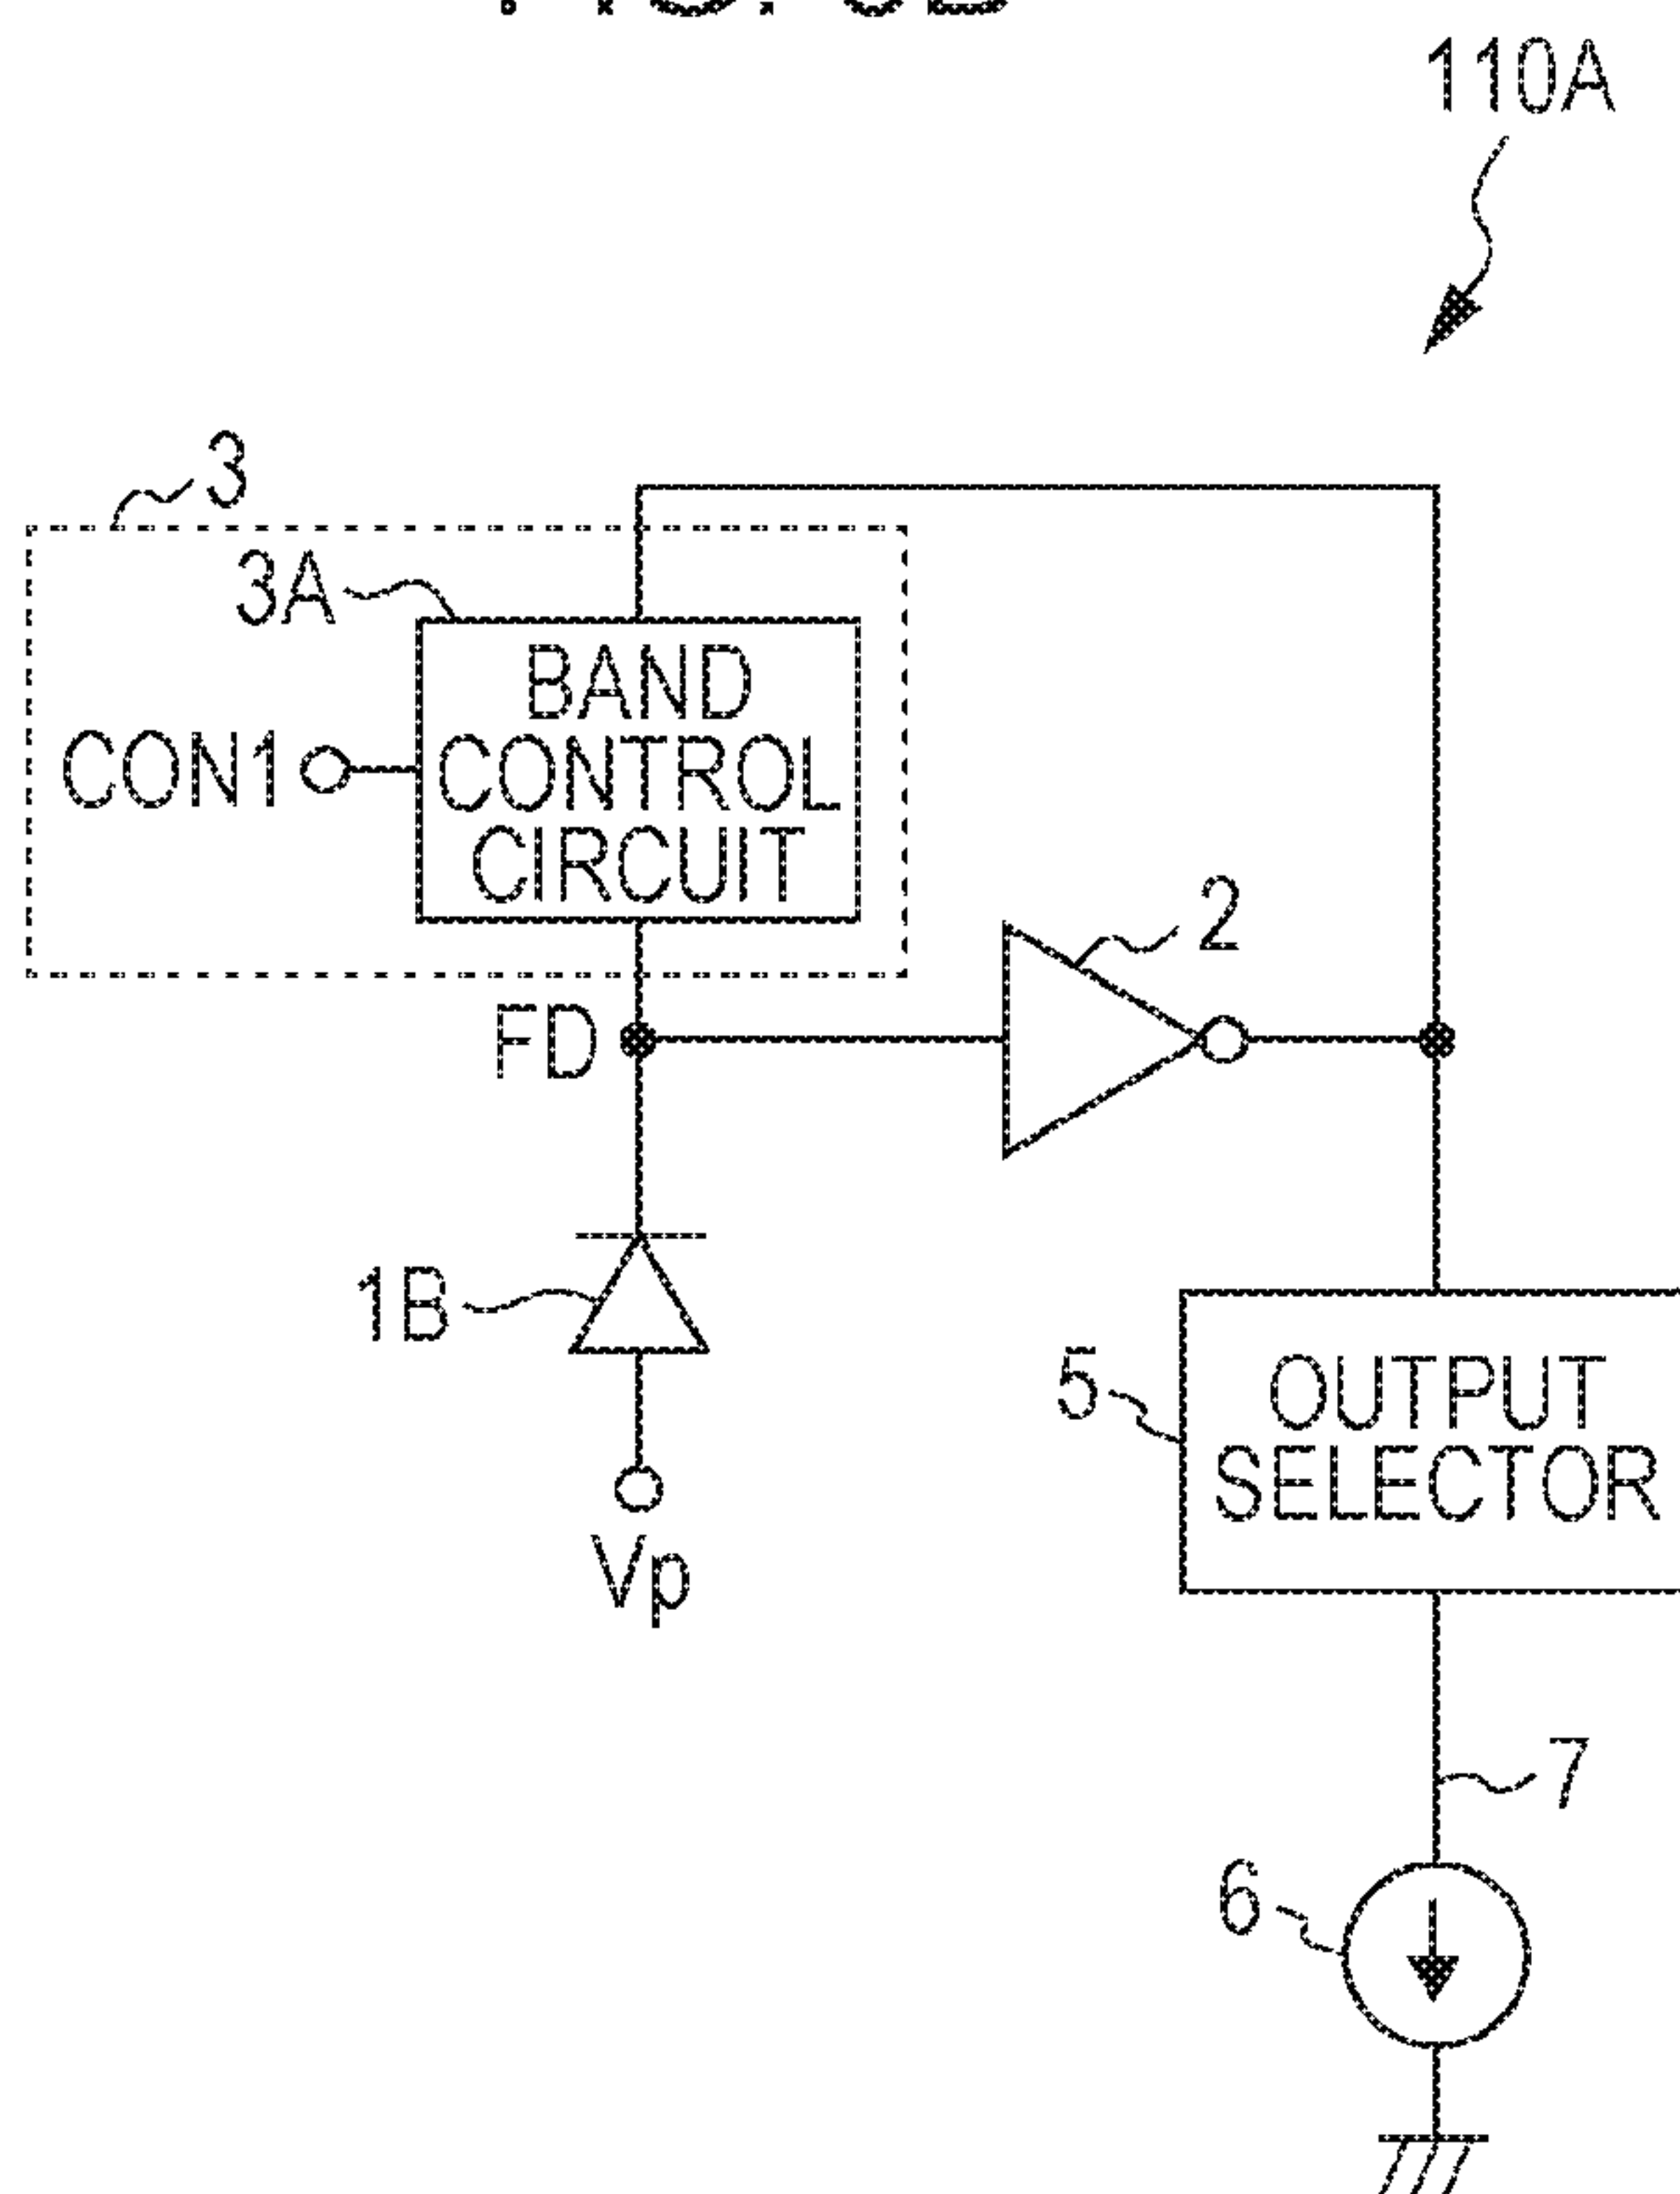 110A
3
3A
BAND
CONTROL
CIRCUIT
CON1
2
FD
1B
5
OUTPUT
SELECTOR
Vp
7
6